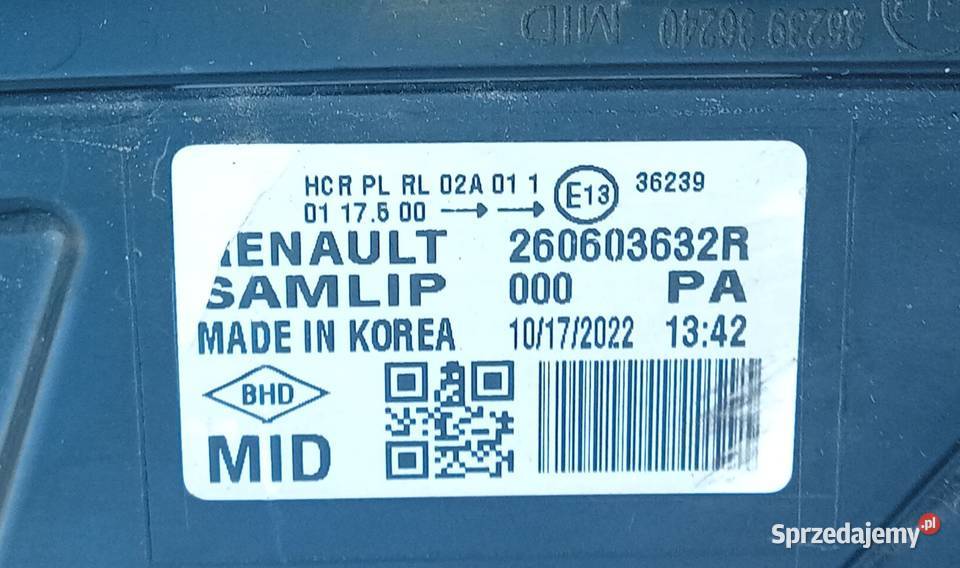 36239 36240 MID
HCR PL RL 02A 01 1 E13 36239
01 17.5 00 → →
RENAULT 260603632R
SAMLIP 000 PA
MADE IN KOREA 10/17/2022 13:42
BHD
MID
Sprzedajemy.pl